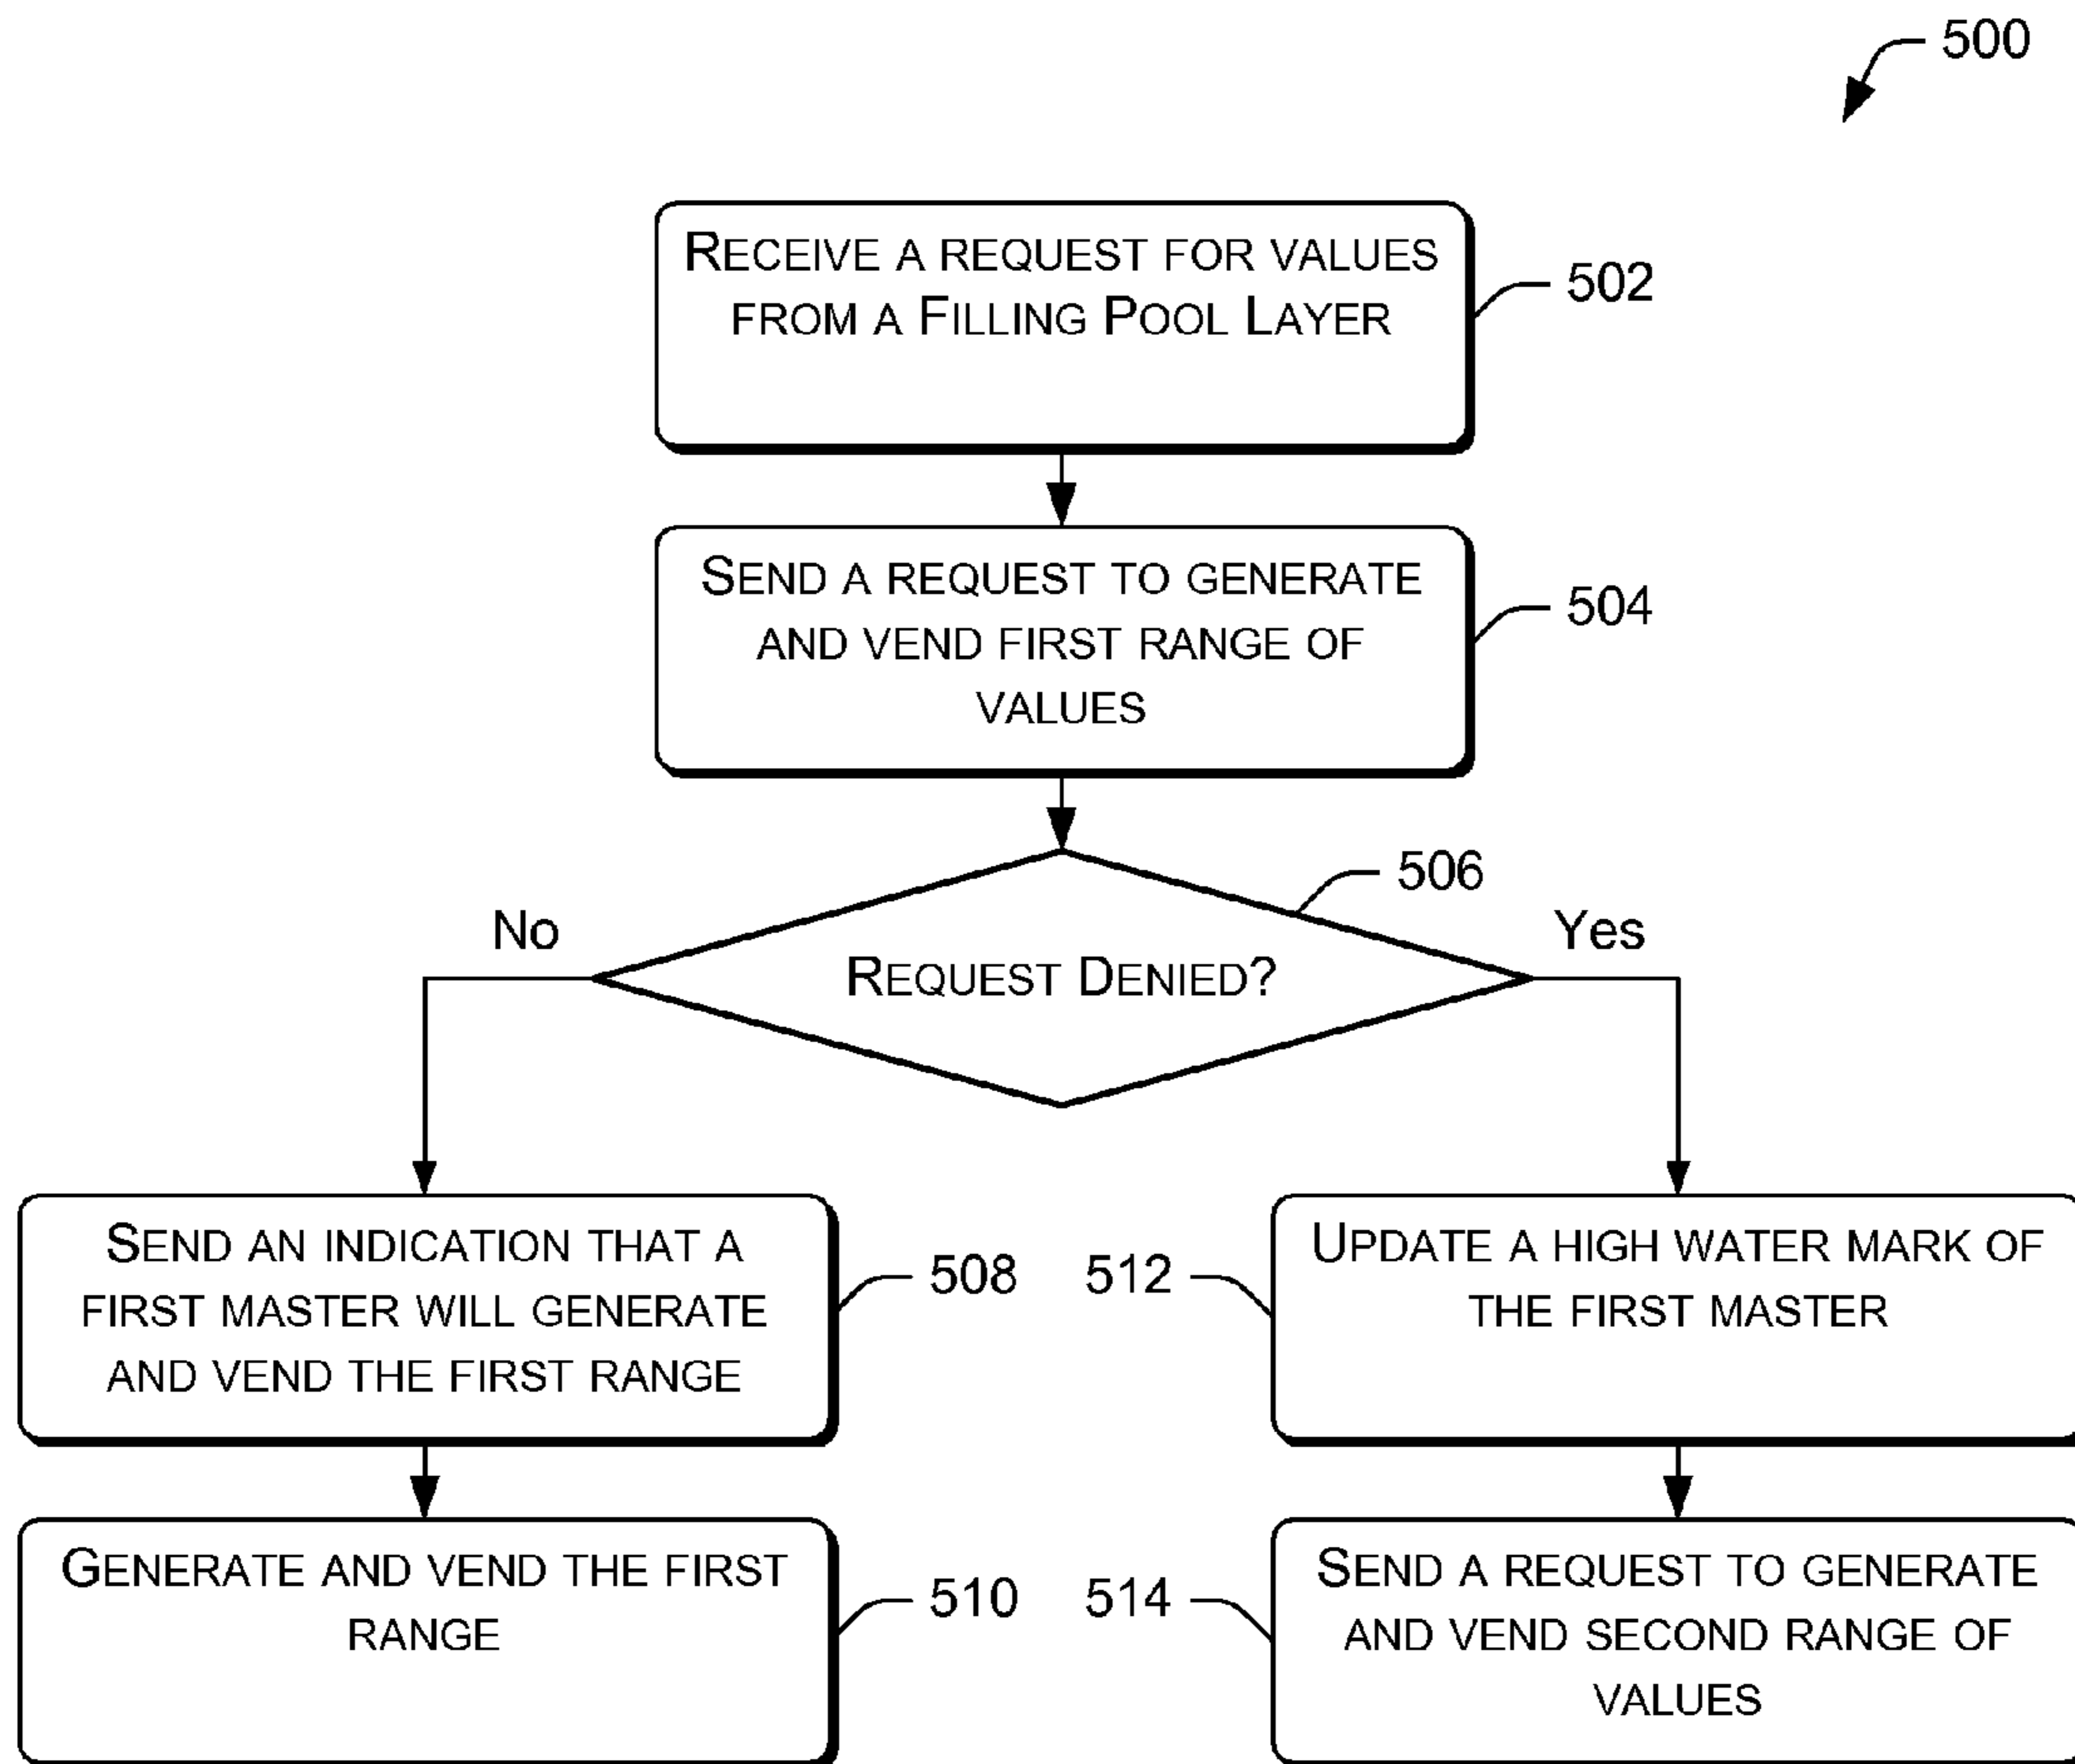 500
RECEIVE A REQUEST FOR VALUES
FROM A FILLING POOL LAYER
502
SEND A REQUEST TO GENERATE
AND VEND FIRST RANGE OF
VALUES
504
506
No
REQUEST DENIED?
Yes
SEND AN INDICATION THAT A
FIRST MASTER WILL GENERATE
AND VEND THE FIRST RANGE
508
512
UPDATE A HIGH WATER MARK OF
THE FIRST MASTER
GENERATE AND VEND THE FIRST
RANGE
510
514
SEND A REQUEST TO GENERATE
AND VEND SECOND RANGE OF
VALUES